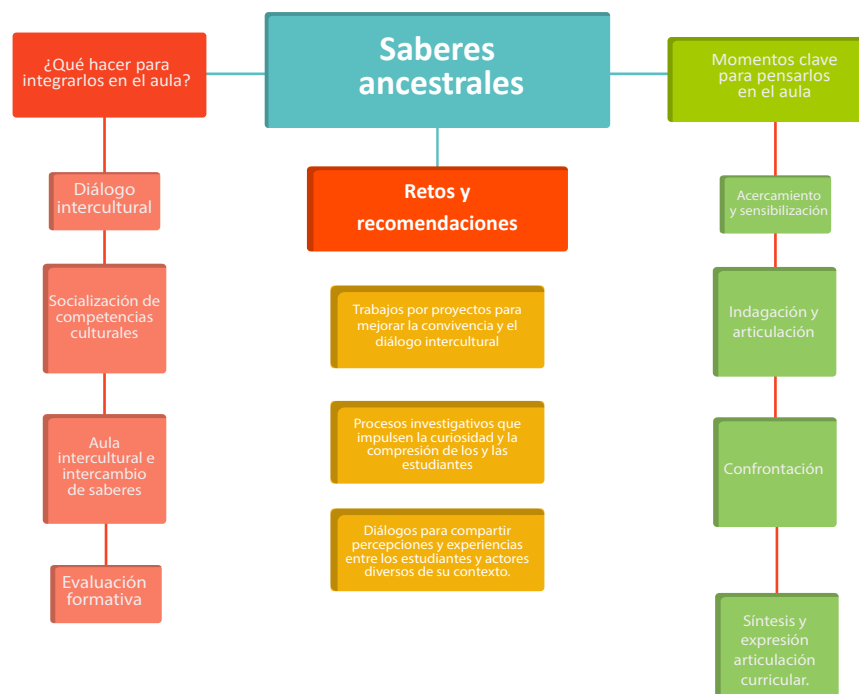 Saberes
ancestrales
¿Qué hacer para
integrarlos en el aula?
Diálogo
intercultural
Socialización de
competencias
culturales
Aula
intercultural e
intercambio
de saberes
Evaluación
formativa
Retos y
recomendaciones
Trabajos por proyectos para
mejorar la convivencia y el
diálogo intercultural
Procesos investigativos que
impulsen la curiosidad y la
compresión de los y las
estudiantes
Diálogos para compartir
percepciones y experiencias
entre los estudiantes y actores
diversos de su contexto.
Momentos clave
para pensarlos
en el aula
Acercamiento
y sensibilización
Indagación y
articulación
Confrontación
Síntesis y
expresión
articulación
curricular.